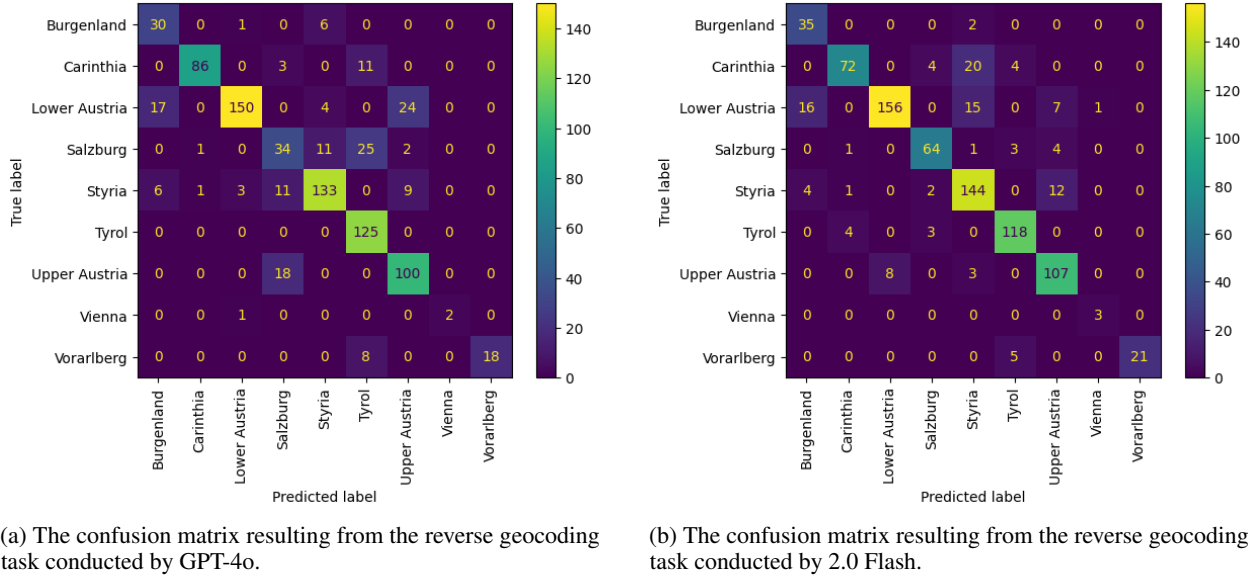 Burgenland 30 0 1 0 6 0 0 0 0
Carinthia 0 86 0 3 0 11 0 0 0
Lower Austria 17 0 150 0 4 0 24 0 0
Salzburg 0 1 0 34 11 25 2 0 0
Styria 6 1 3 11 133 0 9 0 0
Tyrol 0 0 0 0 0 125 0 0 0
Upper Austria 0 0 0 18 0 0 100 0 0
Vienna 0 0 1 0 0 0 0 2 0
Vorarlberg 0 0 0 0 0 8 0 0 18
True label
Burgenland Carinthia Lower Austria Salzburg Styria Tyrol Upper Austria Vienna Vorarlberg
Predicted label
140
120
100
80
60
40
20
0
(a) The confusion matrix resulting from the reverse geocoding
task conducted by GPT-4o.
Burgenland 35 0 0 0 2 0 0 0 0
Carinthia 0 72 0 4 20 4 0 0 0
Lower Austria 16 0 156 0 15 0 7 1 0
Salzburg 0 1 0 64 1 3 4 0 0
Styria 4 1 0 2 144 0 12 0 0
Tyrol 0 4 0 3 0 118 0 0 0
Upper Austria 0 0 8 0 3 0 107 0 0
Vienna 0 0 0 0 0 0 0 3 0
Vorarlberg 0 0 0 0 0 5 0 0 21
True label
Burgenland Carinthia Lower Austria Salzburg Styria Tyrol Upper Austria Vienna Vorarlberg
Predicted label
140
120
100
80
60
40
20
0
(b) The confusion matrix resulting from the reverse geocoding
task conducted by 2.0 Flash.